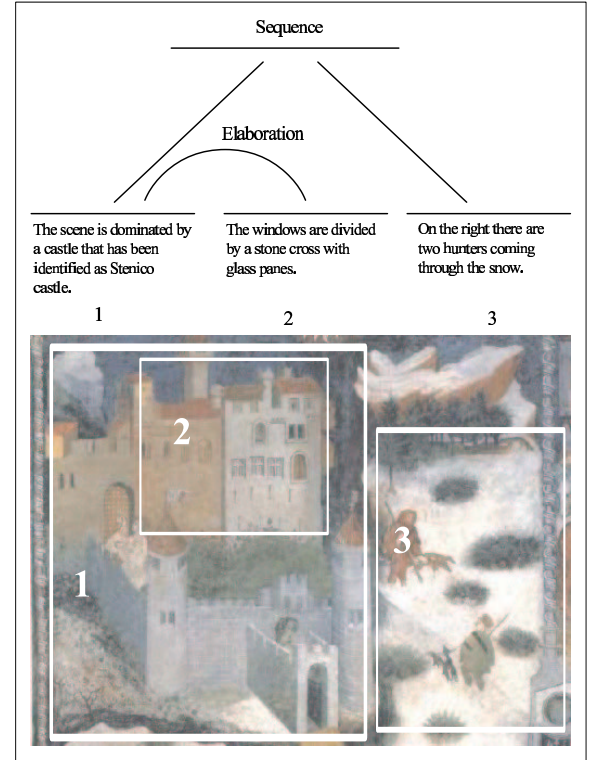 Sequence
Elaboration
The scene is dominated by
a castle that has been
identified as Stenico
castle.
The windows are divided
by a stone cross with
glass panes.
On the right there are
two hunters coming
through the snow.
1
2
3
2
3
1